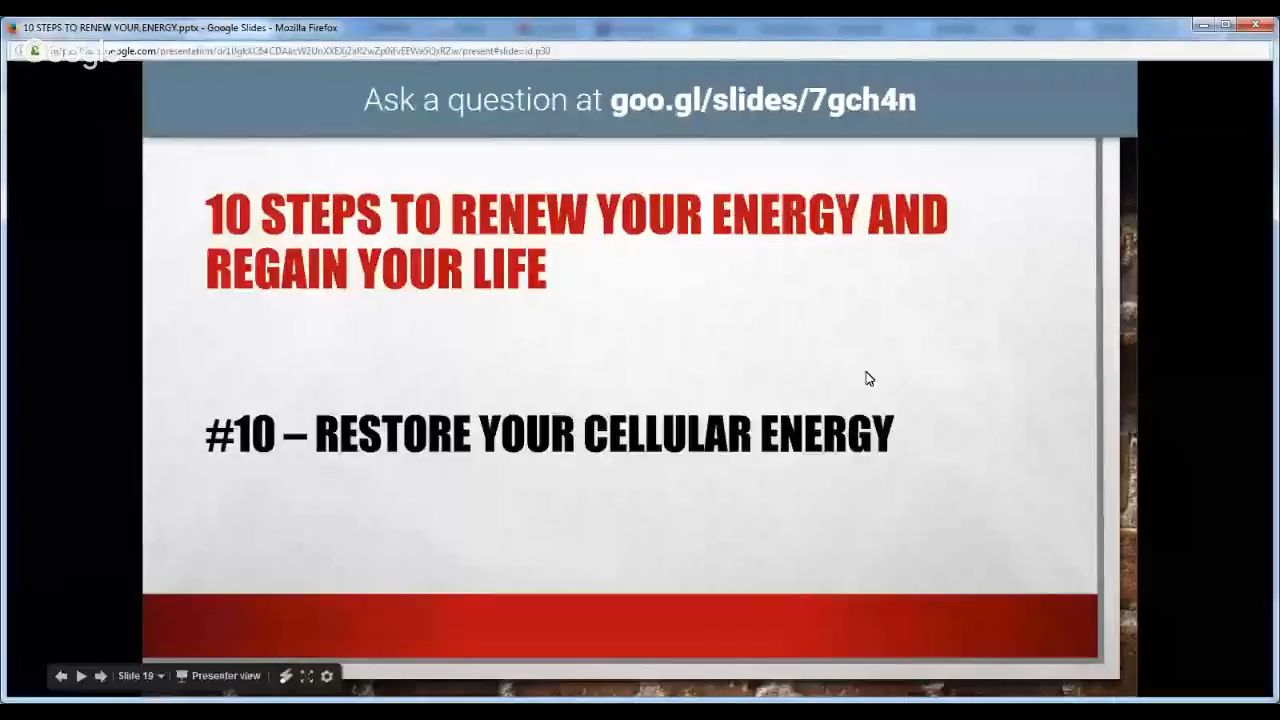 10 STEPS TO RENEW YOUR ENERGY.pptx - Google Slides - Mozilla Firefox
Google
Ask a question at goo.gl/slides/7gch4n
10 STEPS TO RENEW YOUR ENERGY AND
REGAIN YOUR LIFE
#10 – RESTORE YOUR CELLULAR ENERGY
Slide 19
Presenter view